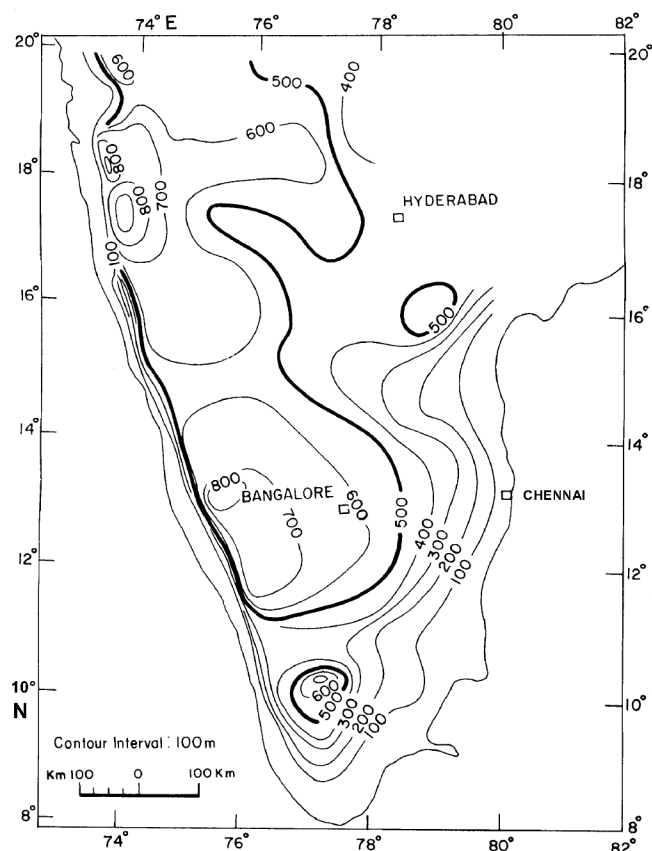 74° E 76° 78° 80° 82°
20° 600 500 400 20°
600
18° 800 700 18°
800 HYDERABAD
100
16° 500 16°
14° 14°
800 BANGALORE 600 500 CHENNAI
700 400 300 200 100
12° 12°
10° 600 10°
N 500 300 200 100
Contour Interval : 100 m
Km 100 0 100 Km
8° 8°
74° 76° 78° 80° 82°